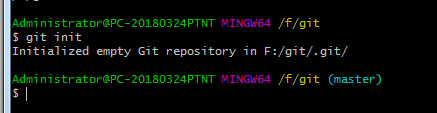 Administrator@PC-20180324PTNT MINGW64 /f/git
$ git init
Initialized empty Git repository in F:/git/.git/
Administrator@PC-20180324PTNT MINGW64 /f/git (master)
$